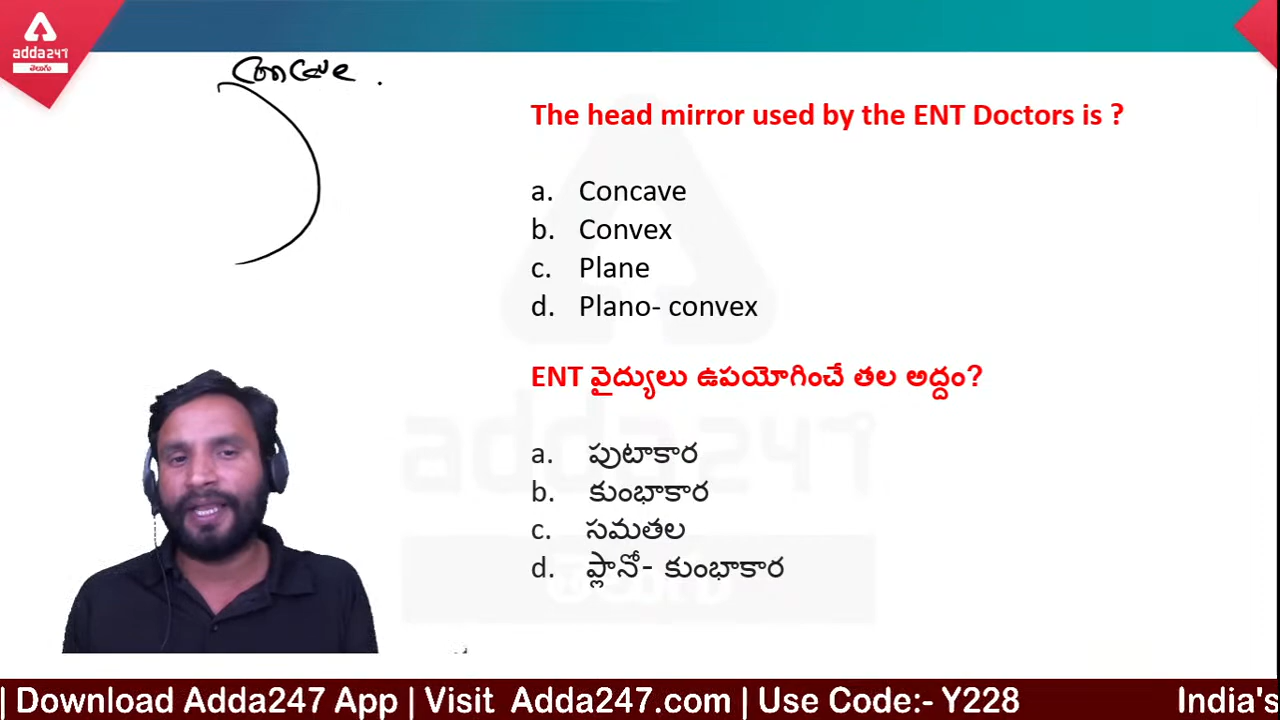 adda247
తెలుగు
Concave .
The head mirror used by the ENT Doctors is ?
a. Concave
b. Convex
c. Plane
d. Plano- convex
ENT వైద్యులు ఉపయోగించే తల అద్దం?
a. పుటాకార
b. కుంభాకార
c. సమతల
d. ప్లానో- కుంభాకార
adda247
తెలుగు
| Download Adda247 App | Visit Adda247.com | Use Code:- Y228 India's